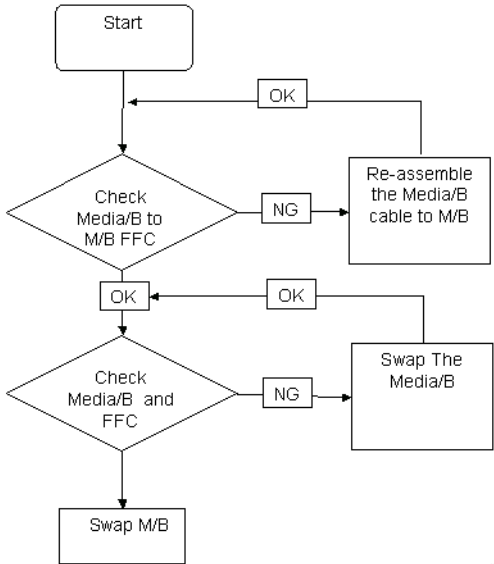 Start
OK
Check
Media/B to
M/B FFC
NG
Re-assemble
the Media/B
cable to M/B
OK
OK
Check
Media/B and
FFC
NG
Swap The
Media/B
Swap M/B